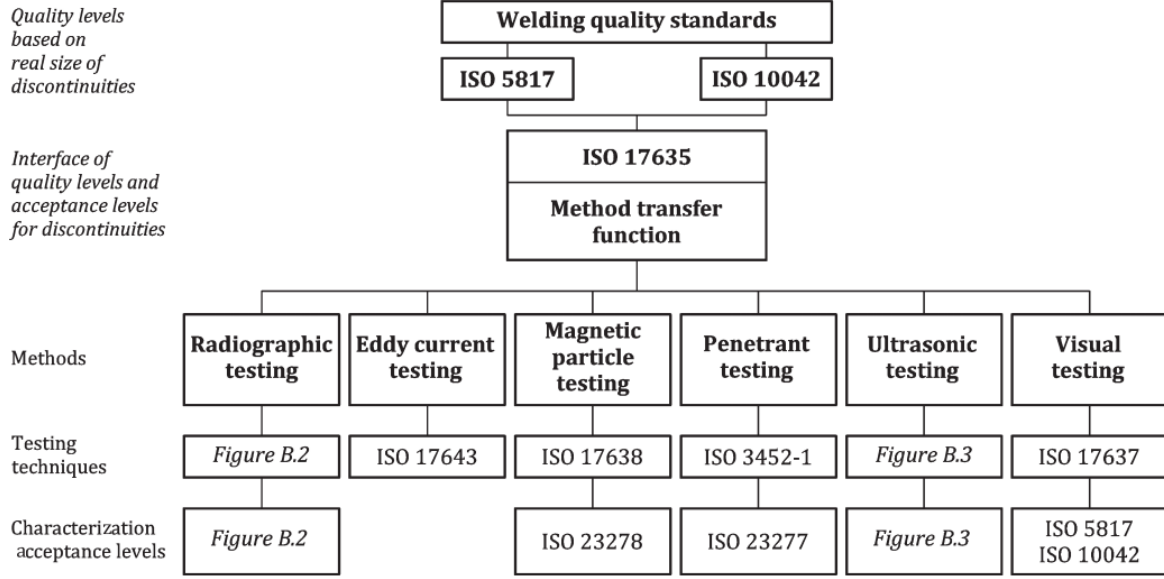 Quality levels
based on
real size of
discontinuities
Welding quality standards
ISO 5817
ISO 10042
Interface of
quality levels and
acceptance levels
for discontinuities
ISO 17635
Method transfer
function
Methods
Radiographic
testing
Eddy current
testing
Magnetic
particle
testing
Penetrant
testing
Ultrasonic
testing
Visual
testing
Testing
techniques
Figure B.2
ISO 17643
ISO 17638
ISO 3452-1
Figure B.3
ISO 17637
Characterization
acceptance levels
Figure B.2
ISO 23278
ISO 23277
Figure B.3
ISO 5817
ISO 10042